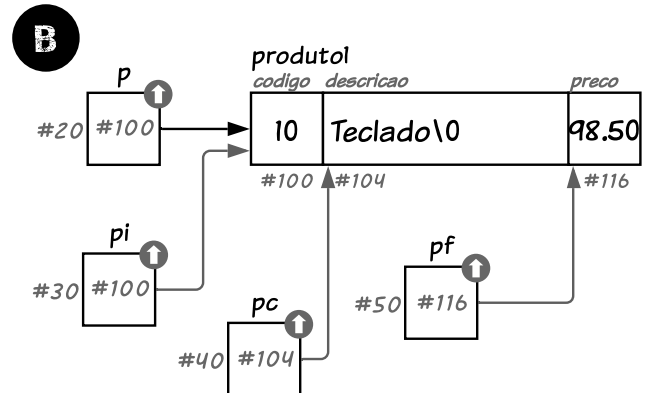 B
produto1
p
codigo descricao preco
#20 #100
10 Teclado\0 98.50
#100 #104 #116
pi
#30 #100
pf
#50 #116
pc
#40 #104